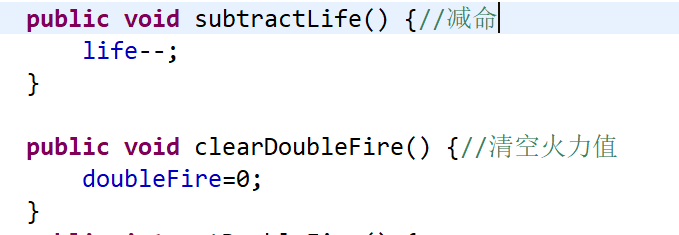 public void subtractLife() {//减命
    life--;
}

public void clearDoubleFire() {//清空火力值
    doubleFire=0;
}